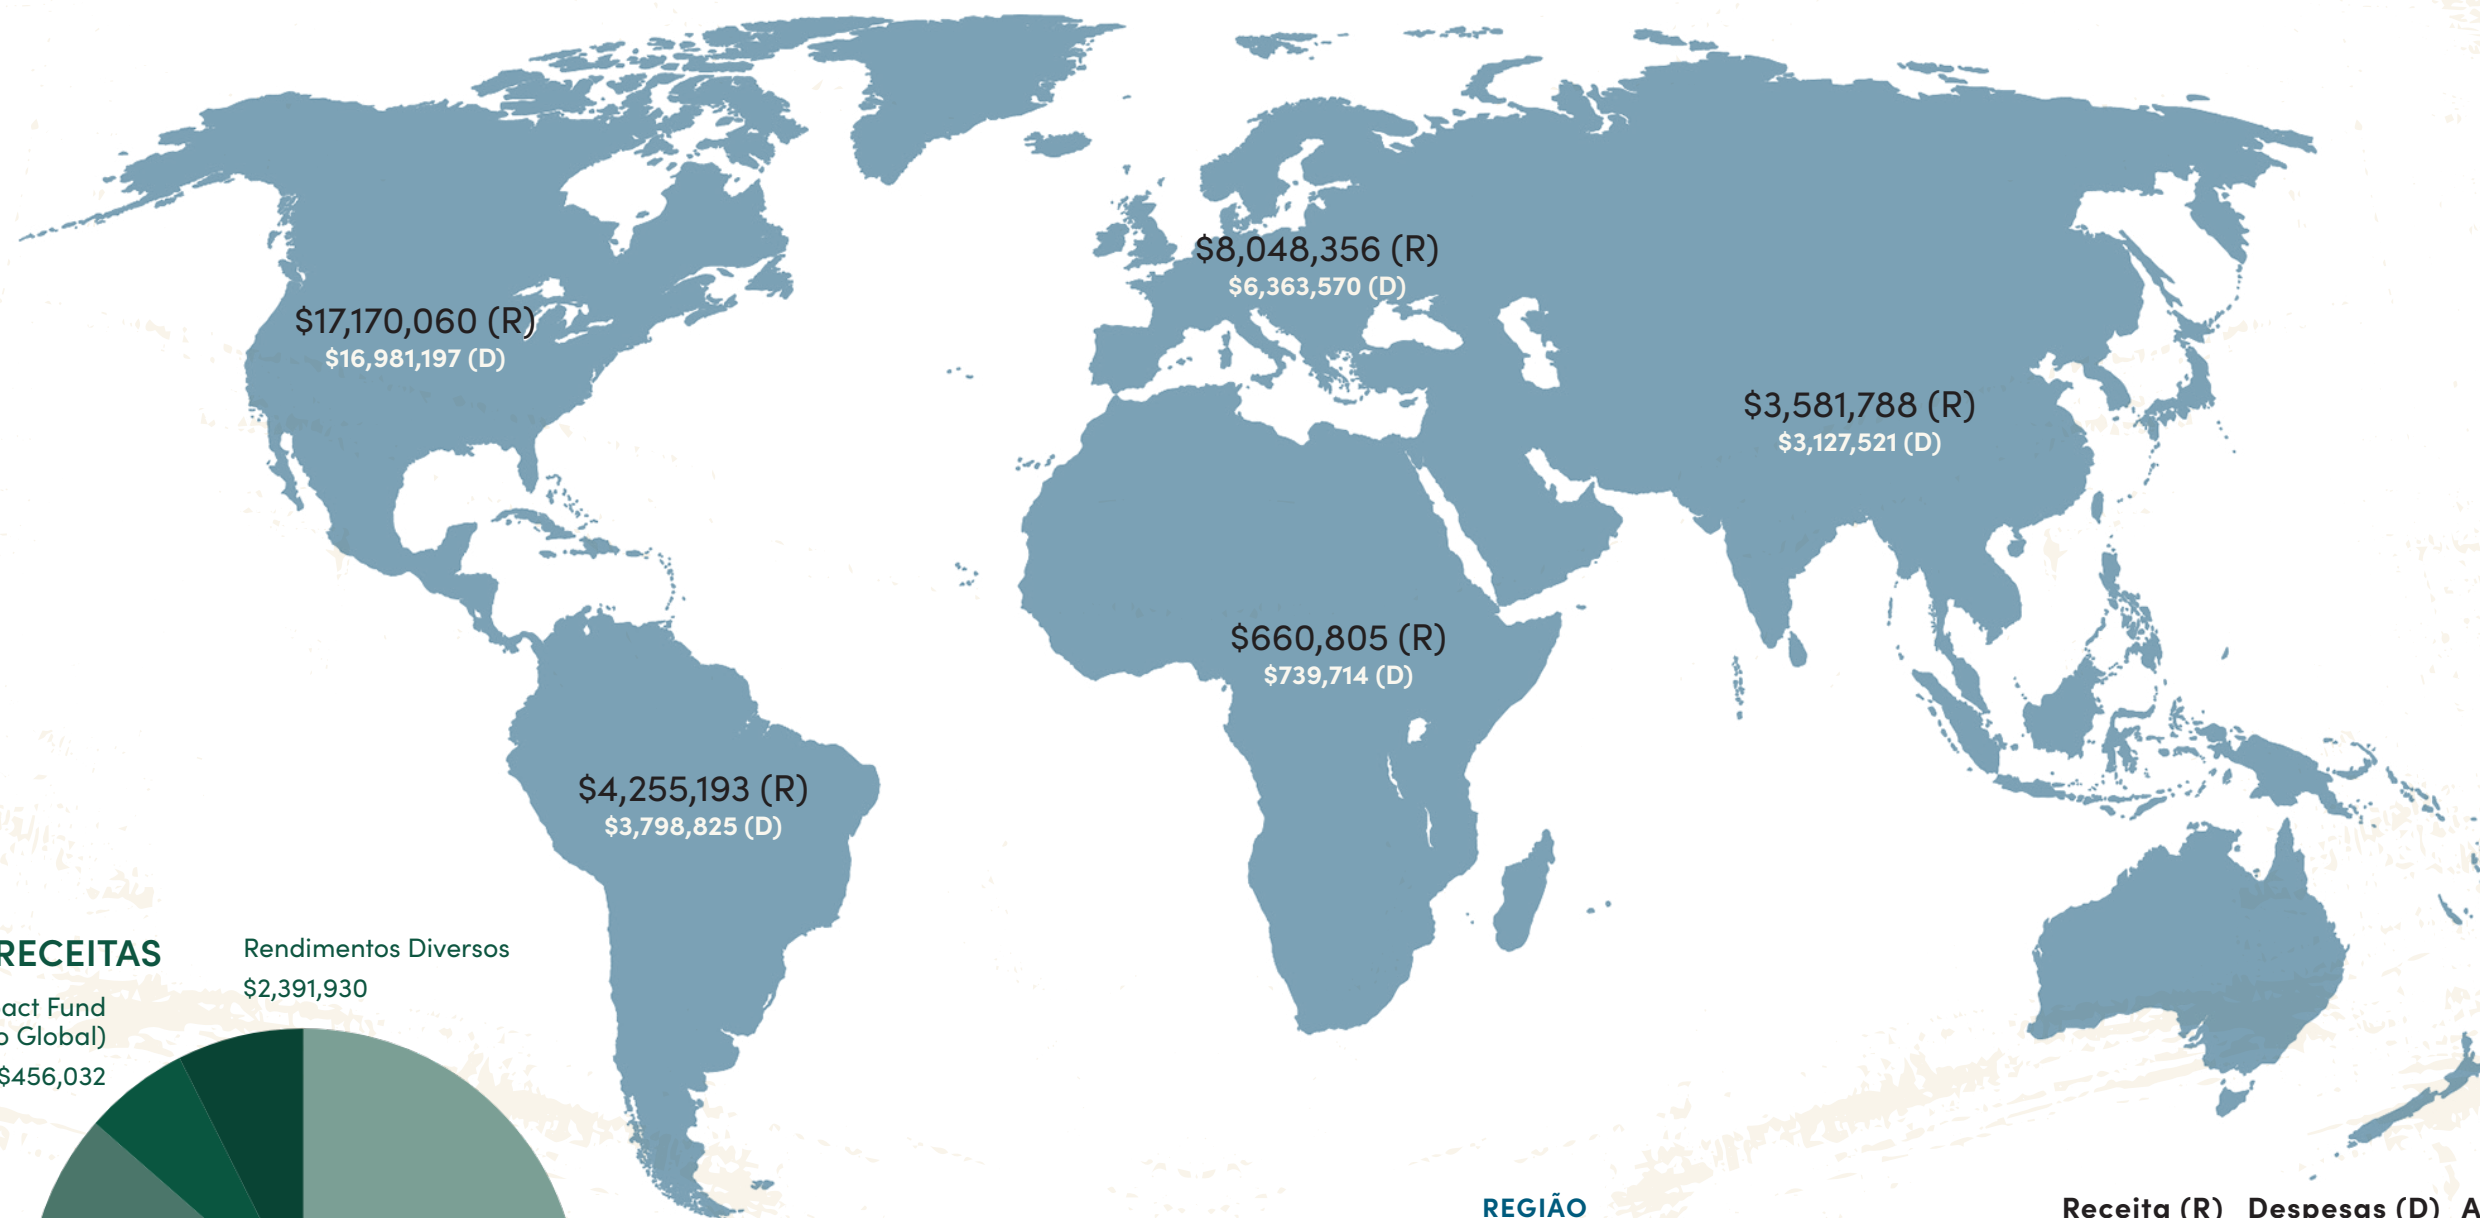 $8,048,356 (R)
$6,363,570 (D)
$17,170,060 (R)
$16,981,197 (D)
$3,581,788 (R)
$3,127,521 (D)
$660,805 (R)
$739,714 (D)
$4,255,193 (R)
$3,798,825 (D)
RECEITAS
Rendimentos Diversos
$2,391,930
Fund
Global)
$456,032
REGIÃO
Receita (R) Despesas (D)